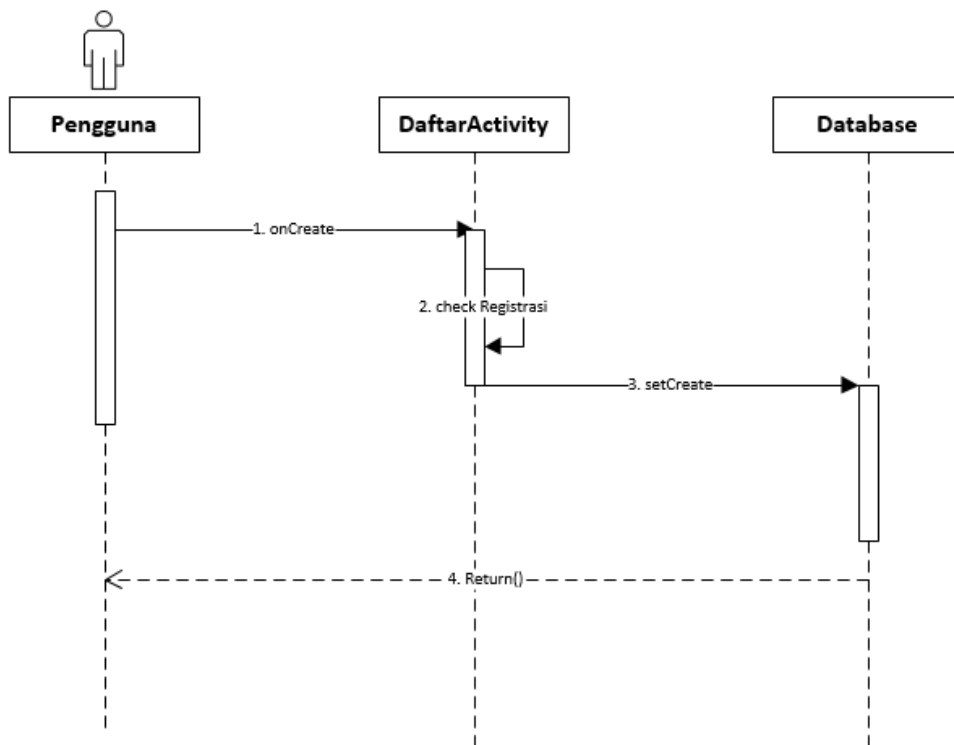 Pengguna
DaftarActivity
Database
1. onCreate
2. check Registrasi
3. setCreate
4. Return()